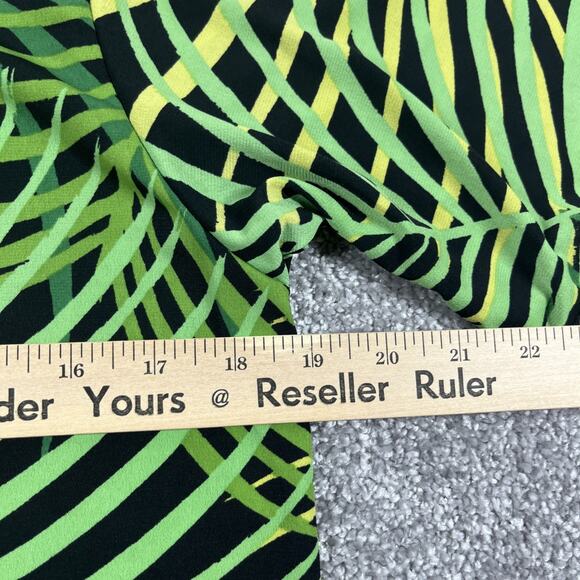 16 17 18 19 20 21 22
der Yours @ Reseller Ruler